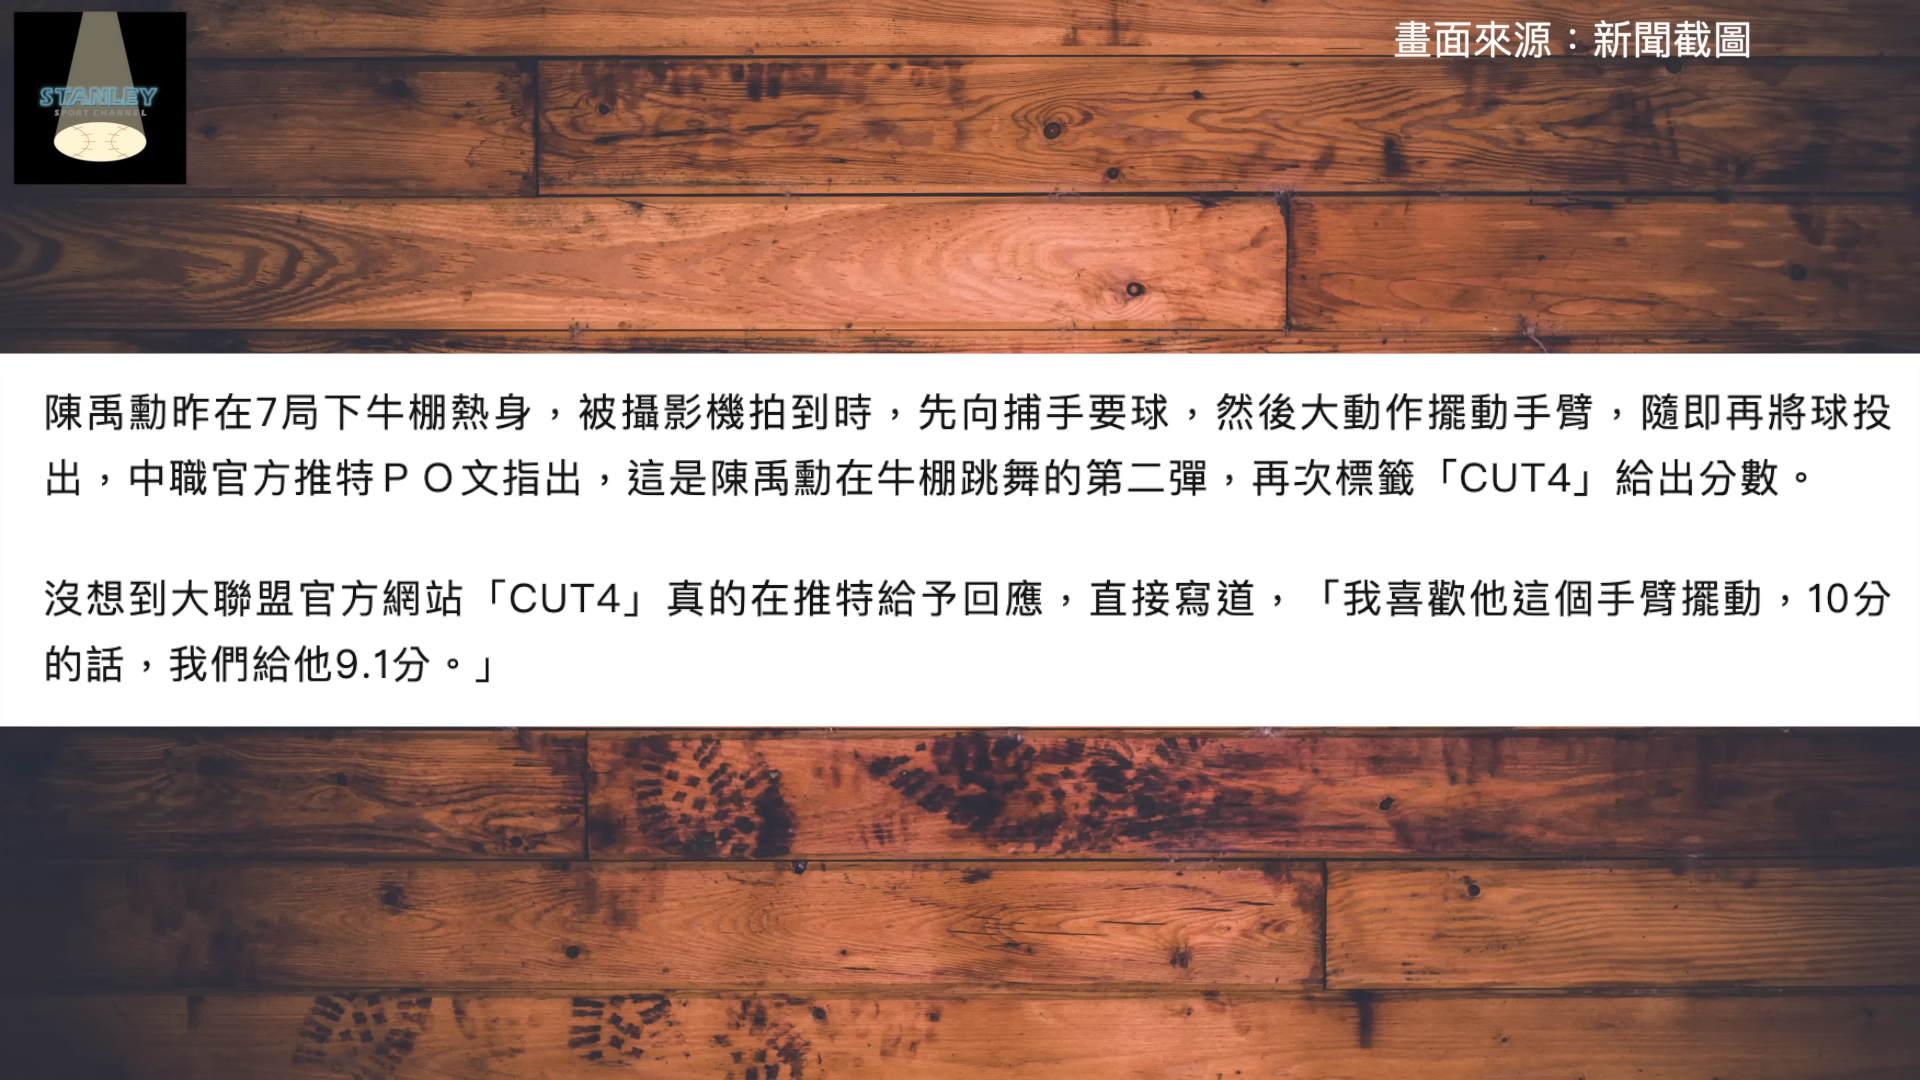 STANLEY
SPORT CHANNEL
畫面來源：新聞截圖
陳禹勳昨在7局下牛棚熱身，被攝影機拍到時，先向捕手要球，然後大動作擺動手臂，隨即再將球投
出，中職官方推特ＰＯ文指出，這是陳禹勳在牛棚跳舞的第二彈，再次標籤「CUT4」給出分數。
沒想到大聯盟官方網站「CUT4」真的在推特給予回應，直接寫道，「我喜歡他這個手臂擺動，10分
的話，我們給他9.1分。」